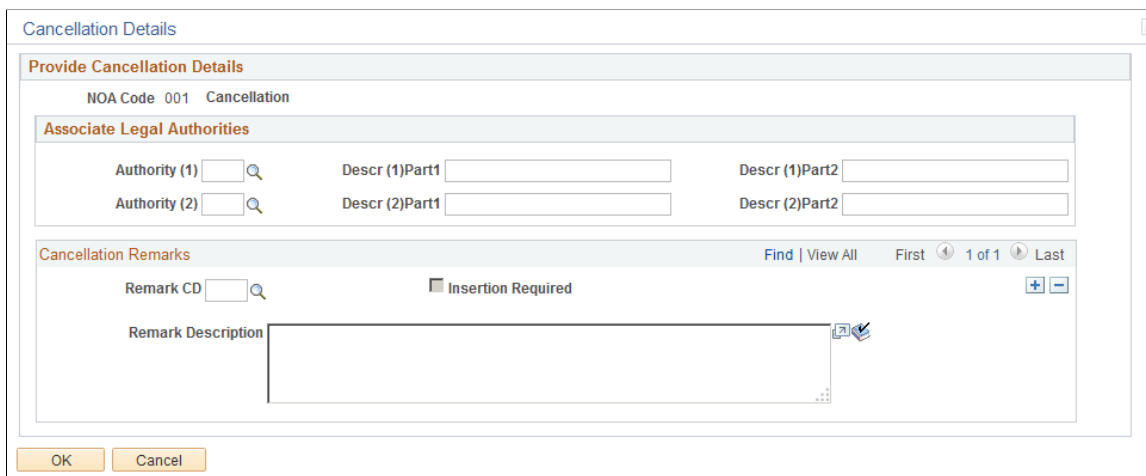 Cancellation Details
Provide Cancellation Details
NOA Code 001 Cancellation
Associate Legal Authorities
Authority (1) Descr (1)Part1 Descr (1)Part2
Authority (2) Descr (2)Part1 Descr (2)Part2
Cancellation Remarks Find | View All First 1 of 1 Last
Remark CD Insertion Required
Remark Description
OK Cancel